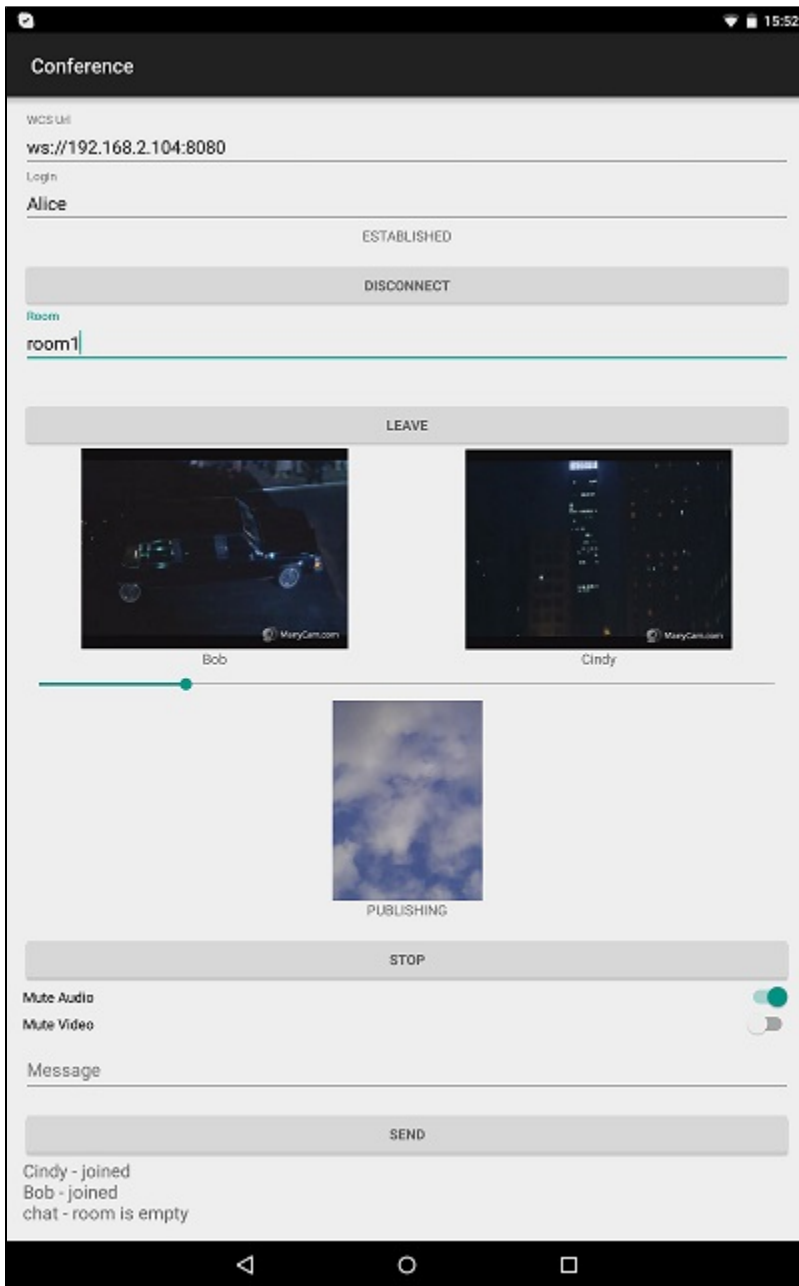 15:52
Conference
WCS Url
ws://192.168.2.104:8080
Login
Alice
ESTABLISHED
DISCONNECT
Room
room1
LEAVE
ManyCam.com
ManyCam.com
Bob
Cindy
PUBLISHING
STOP
Mute Audio
Mute Video
Message
SEND
Cindy - joined
Bob - joined
chat - room is empty